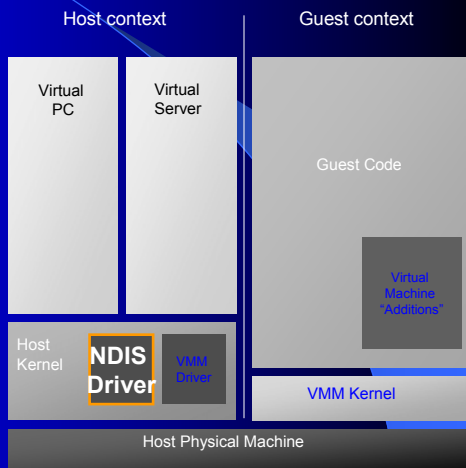 Host context
Guest context
Virtual
PC
Virtual
Server
Guest Code
Virtual
Machine
“Additions”
Host
Kernel
NDIS
Driver
VMM
Driver
VMM Kernel
Host Physical Machine